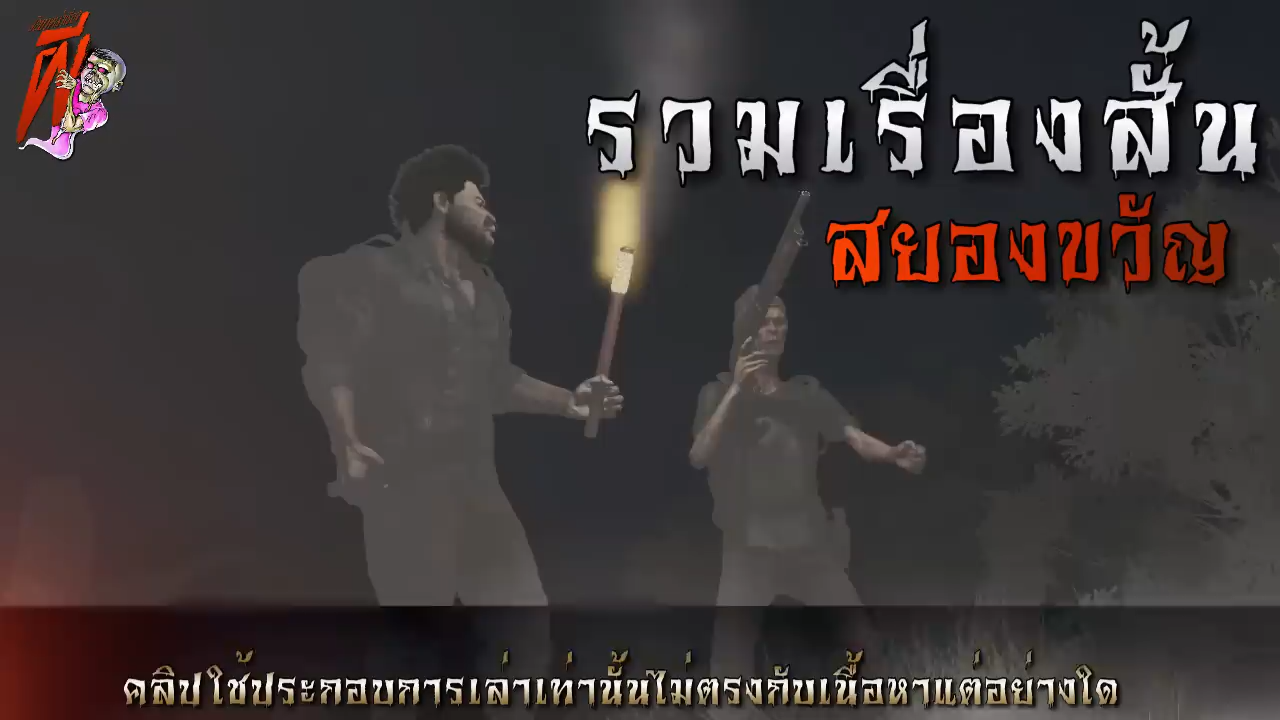 ผี
รวมเรื่องสั้น
สยองขวัญ
คลิปใช้ประกอบการเล่าเท่านั้นไม่ตรงกับเนื้อหาแต่อย่างใด